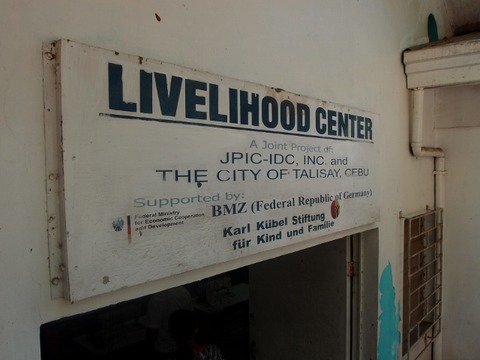 LIVELIHOOD CENTER
A Joint Project of:
JPIC-IDC, INC. and
THE CITY OF TALISAY, CEBU
Supported by:
Federal Ministry
for Economic Cooperation
and Development
BMZ (Federal Republic of Germany)
Karl Kübel Stiftung
für Kind und Familie